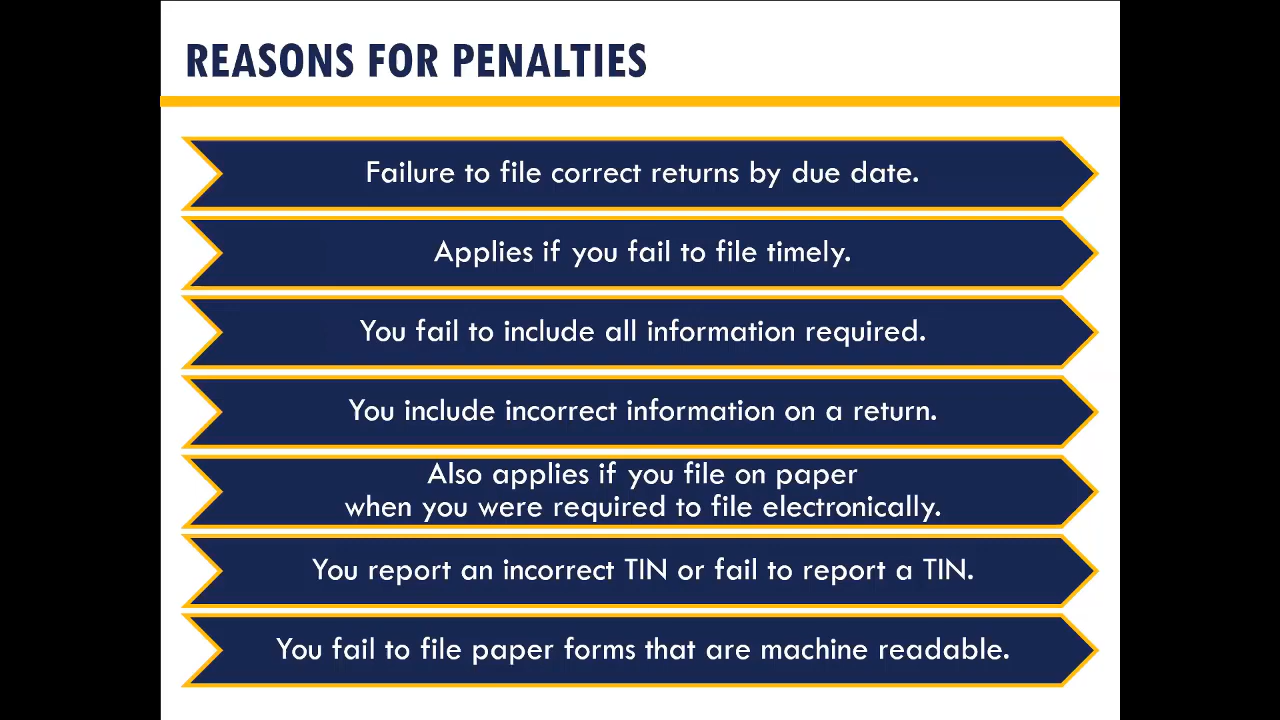 REASONS FOR PENALTIES
Failure to file correct returns by due date.
Applies if you fail to file timely.
You fail to include all information required.
You include incorrect information on a return.
Also applies if you file on paper
when you were required to file electronically.
You report an incorrect TIN or fail to report a TIN.
You fail to file paper forms that are machine readable.